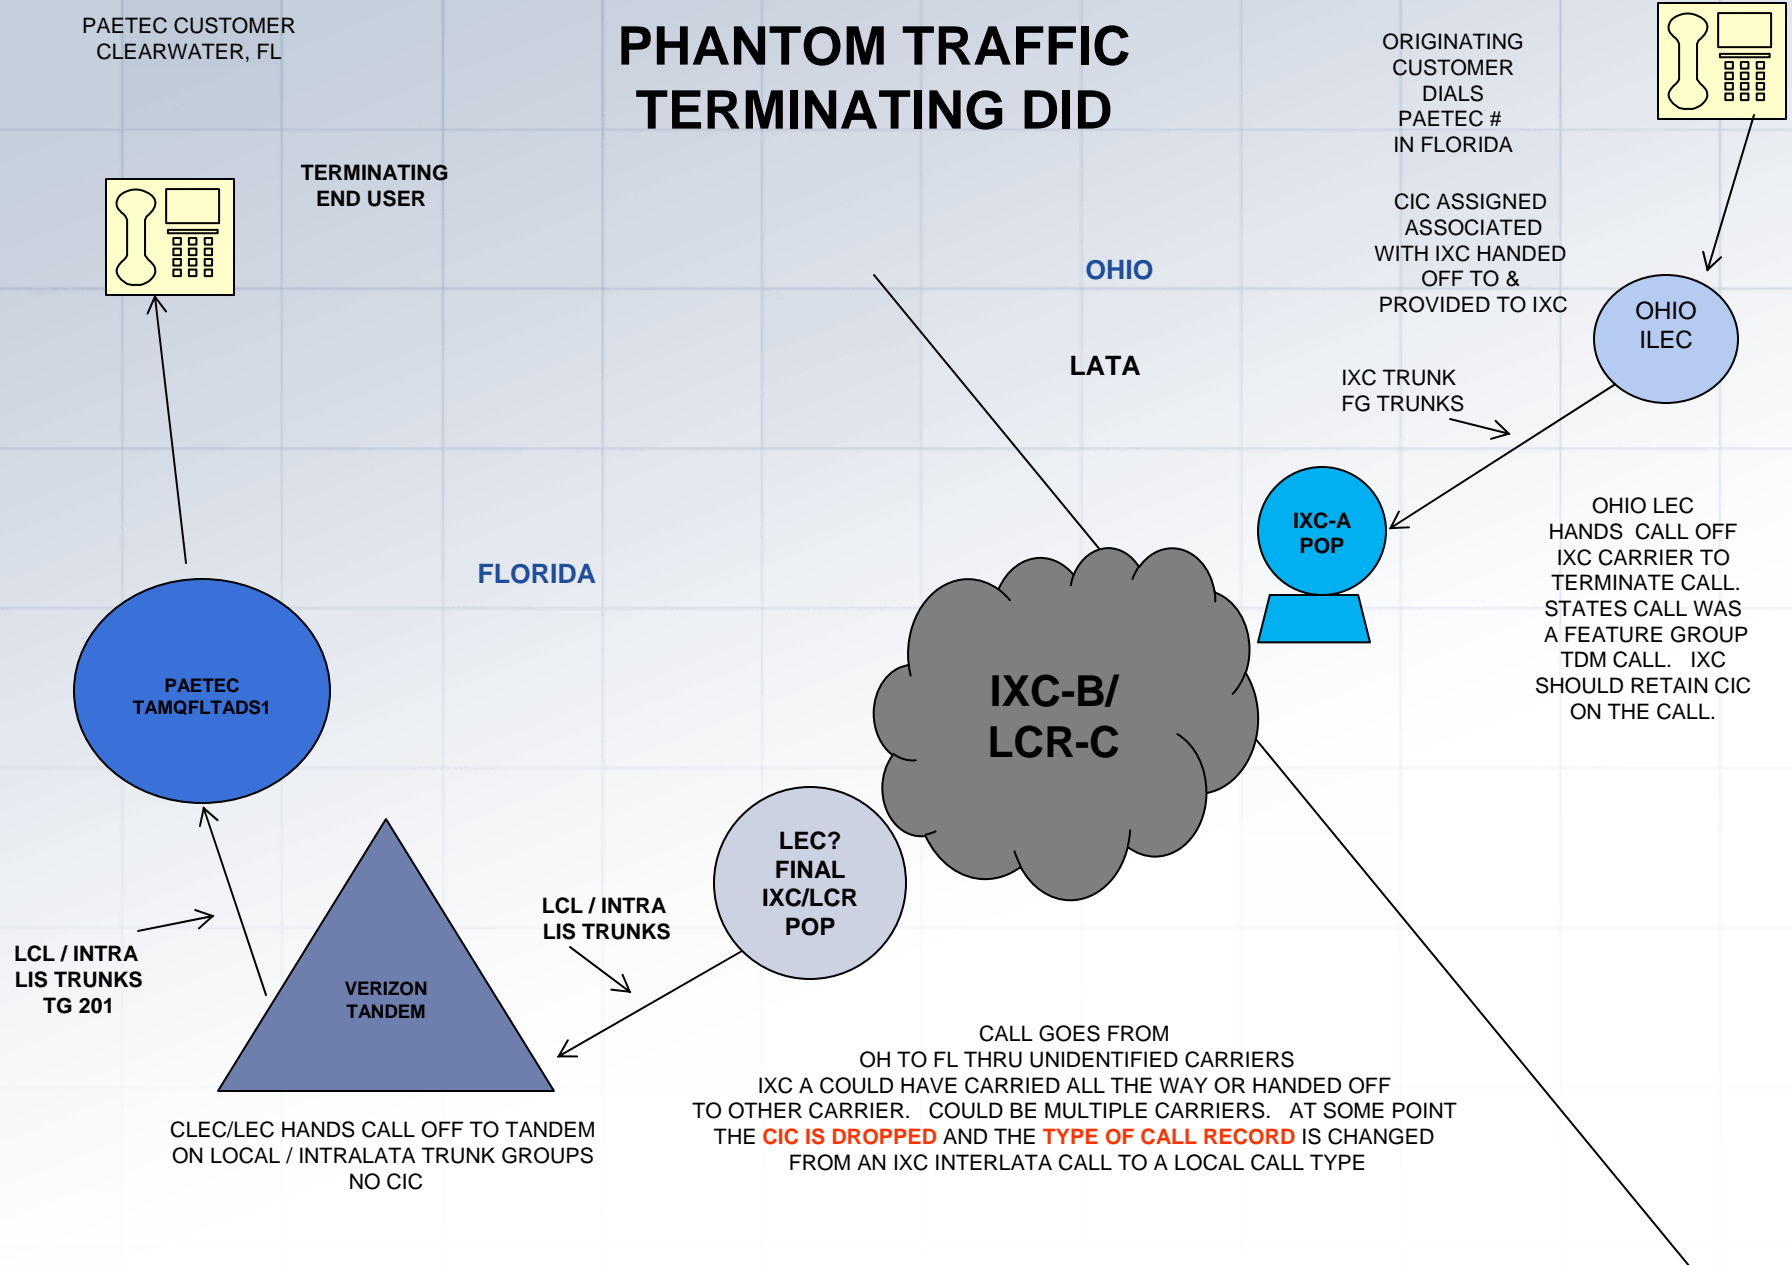 PAETEC CUSTOMER
CLEARWATER, FL
PHANTOM TRAFFIC
TERMINATING DID
ORIGINATING
CUSTOMER
DIALS
PAETEC #
IN FLORIDA
TERMINATING
END USER
CIC ASSIGNED
ASSOCIATED
WITH IXC HANDED
OFF TO &
PROVIDED TO IXC
OHIO
OHIO
ILEC
LATA
IXC TRUNK
FG TRUNKS
IXC-A
POP
OHIO LEC
HANDS CALL OFF
IXC CARRIER TO
TERMINATE CALL.
STATES CALL WAS
A FEATURE GROUP
TDM CALL. IXC
SHOULD RETAIN CIC
ON THE CALL.
FLORIDA
PAETEC
TAMQFLTADS1
IXC-B/
LCR-C
LEC?
FINAL
IXC/LCR
POP
LCL / INTRA
LIS TRUNKS
LCL / INTRA
LIS TRUNKS
TG 201
VERIZON
TANDEM
CALL GOES FROM
OH TO FL THRU UNIDENTIFIED CARRIERS
IXC A COULD HAVE CARRIED ALL THE WAY OR HANDED OFF
TO OTHER CARRIER. COULD BE MULTIPLE CARRIERS. AT SOME POINT
THE CIC IS DROPPED AND THE TYPE OF CALL RECORD IS CHANGED
FROM AN IXC INTERLATA CALL TO A LOCAL CALL TYPE
CLEC/LEC HANDS CALL OFF TO TANDEM
ON LOCAL / INTRALATA TRUNK GROUPS
NO CIC